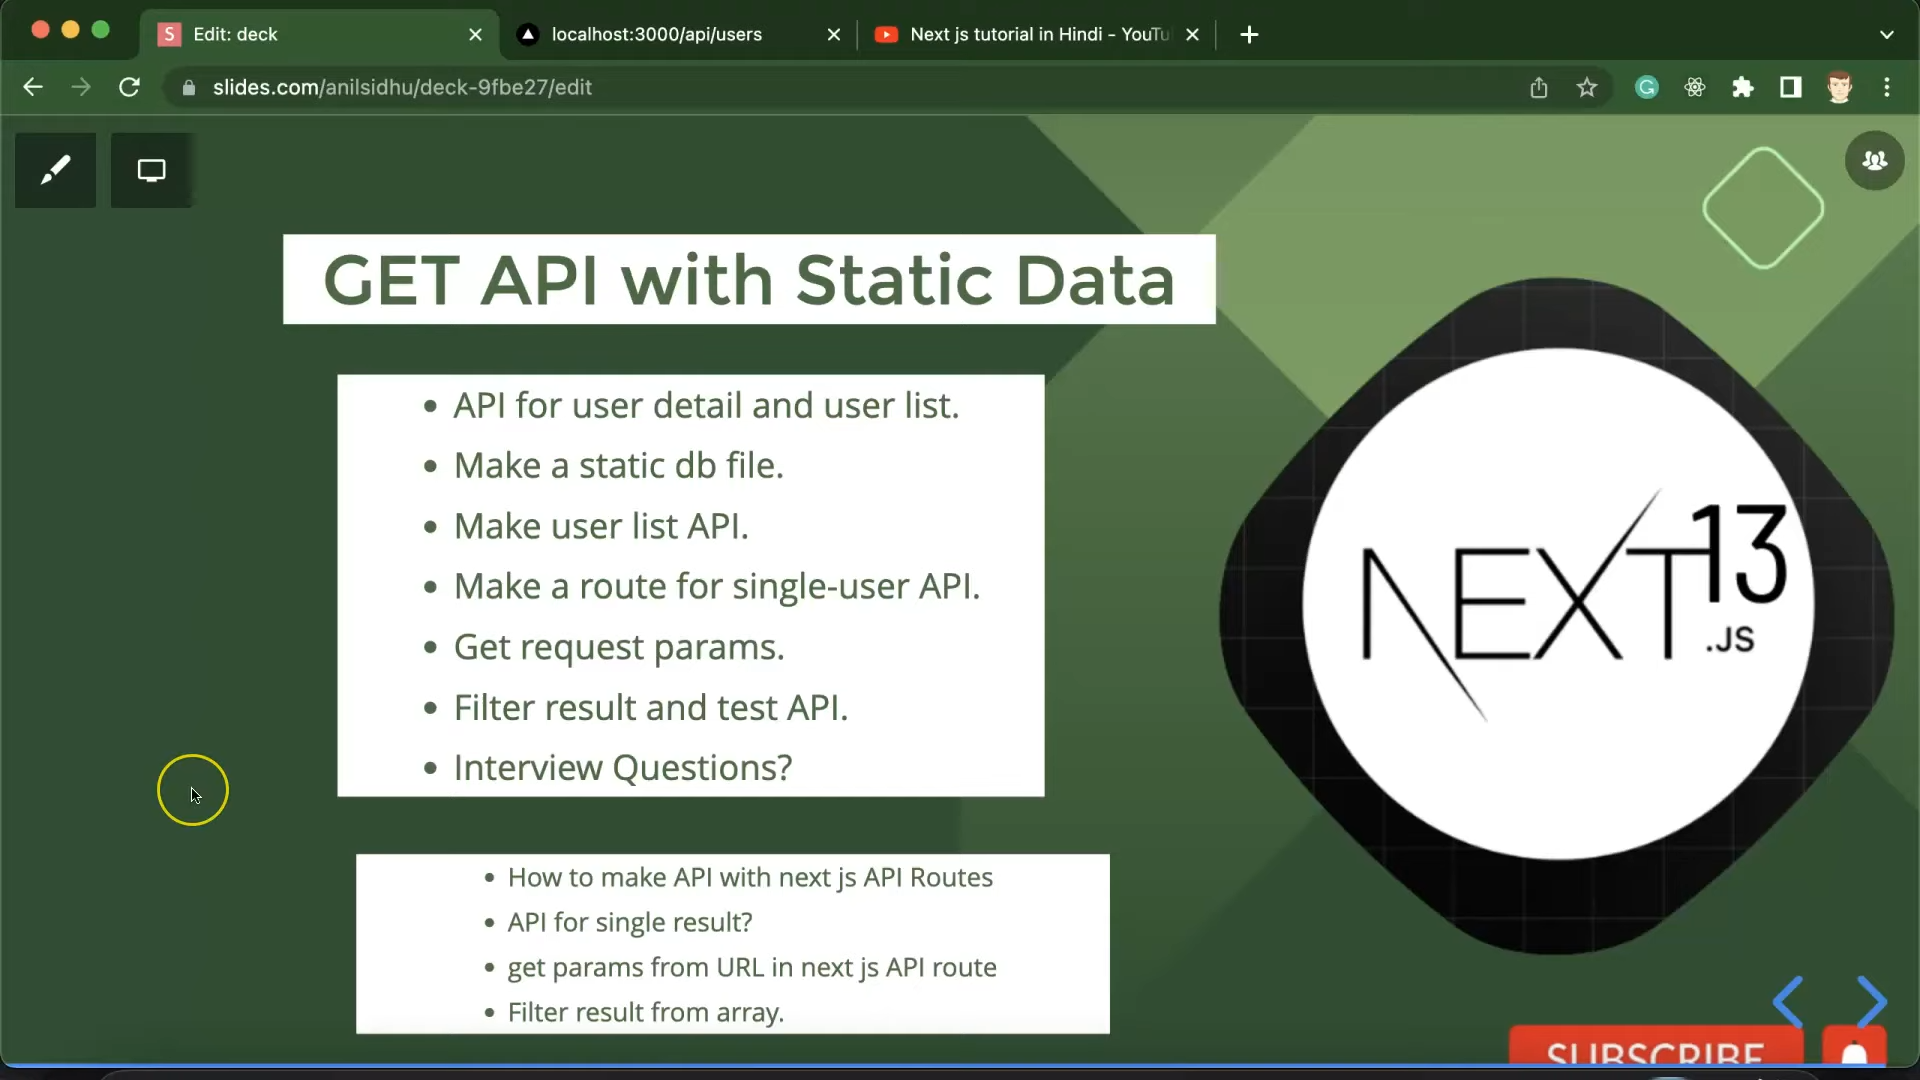 S Edit: deck
localhost:3000/api/users
Next js tutorial in Hindi - YouTu
slides.com/anilsidhu/deck-9fbe27/edit
GET API with Static Data
• API for user detail and user list.
• Make a static db file.
• Make user list API.
• Make a route for single-user API.
• Get request params.
• Filter result and test API.
• Interview Questions?
NEXT 13
.JS
• How to make API with next js API Routes
• API for single result?
• get params from URL in next js API route
• Filter result from array.
SUBSCRIBE